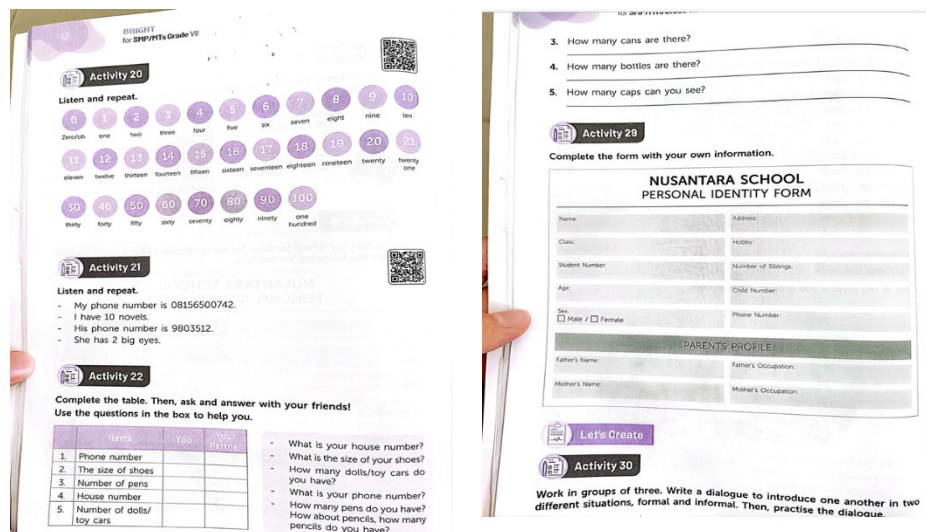 12
BRIGHT
for SMP/MTs Grade VII
Activity 20
Listen and repeat.
0 1 2 3 4 5 6 7 8 9 10
Zero/oh one two three four five six seven eight nine ten
11 12 13 14 15 16 17 18 19 20 21
eleven twelve thirteen fourteen fifteen sixteen seventeen eighteen nineteen twenty twenty one
30 40 50 60 70 80 90 100
thirty forty fifty sixty seventy eighty ninety one hundred
Activity 21
Listen and repeat.
- My phone number is 08156500742.
- I have 10 novels.
- His phone number is 9803512.
- She has 2 big eyes.
Activity 22
Complete the table. Then, ask and answer with your friends!
Use the questions in the box to help you.
Items You Your Partner
1. Phone number
2. The size of shoes
3. Number of pens
4. House number
5. Number of dolls/
toy cars
- What is your house number?
- What is the size of your shoes?
- How many dolls/toy cars do
you have?
- What is your phone number?
- How many pens do you have?
How about pencils, how many
pencils do you have?
for SMP/MTs Grade
3. How many cans are there?
4. How many bottles are there?
5. How many caps can you see?
Activity 29
Complete the form with your own information.
NUSANTARA SCHOOL
PERSONAL IDENTITY FORM
Name: Address:
Class: Hobby:
Student Number: Number of Siblings:
Age: Child Number:
Sex:
Male / Female Phone Number:
PARENTS PROFILE
Father's Name: Father's Occupation:
Mother's Name: Mother's Occupation:
Let's Create
Activity 30
Work in groups of three. Write a dialogue to introduce one another in two
different situations, formal and informal. Then, practise the dialogue.